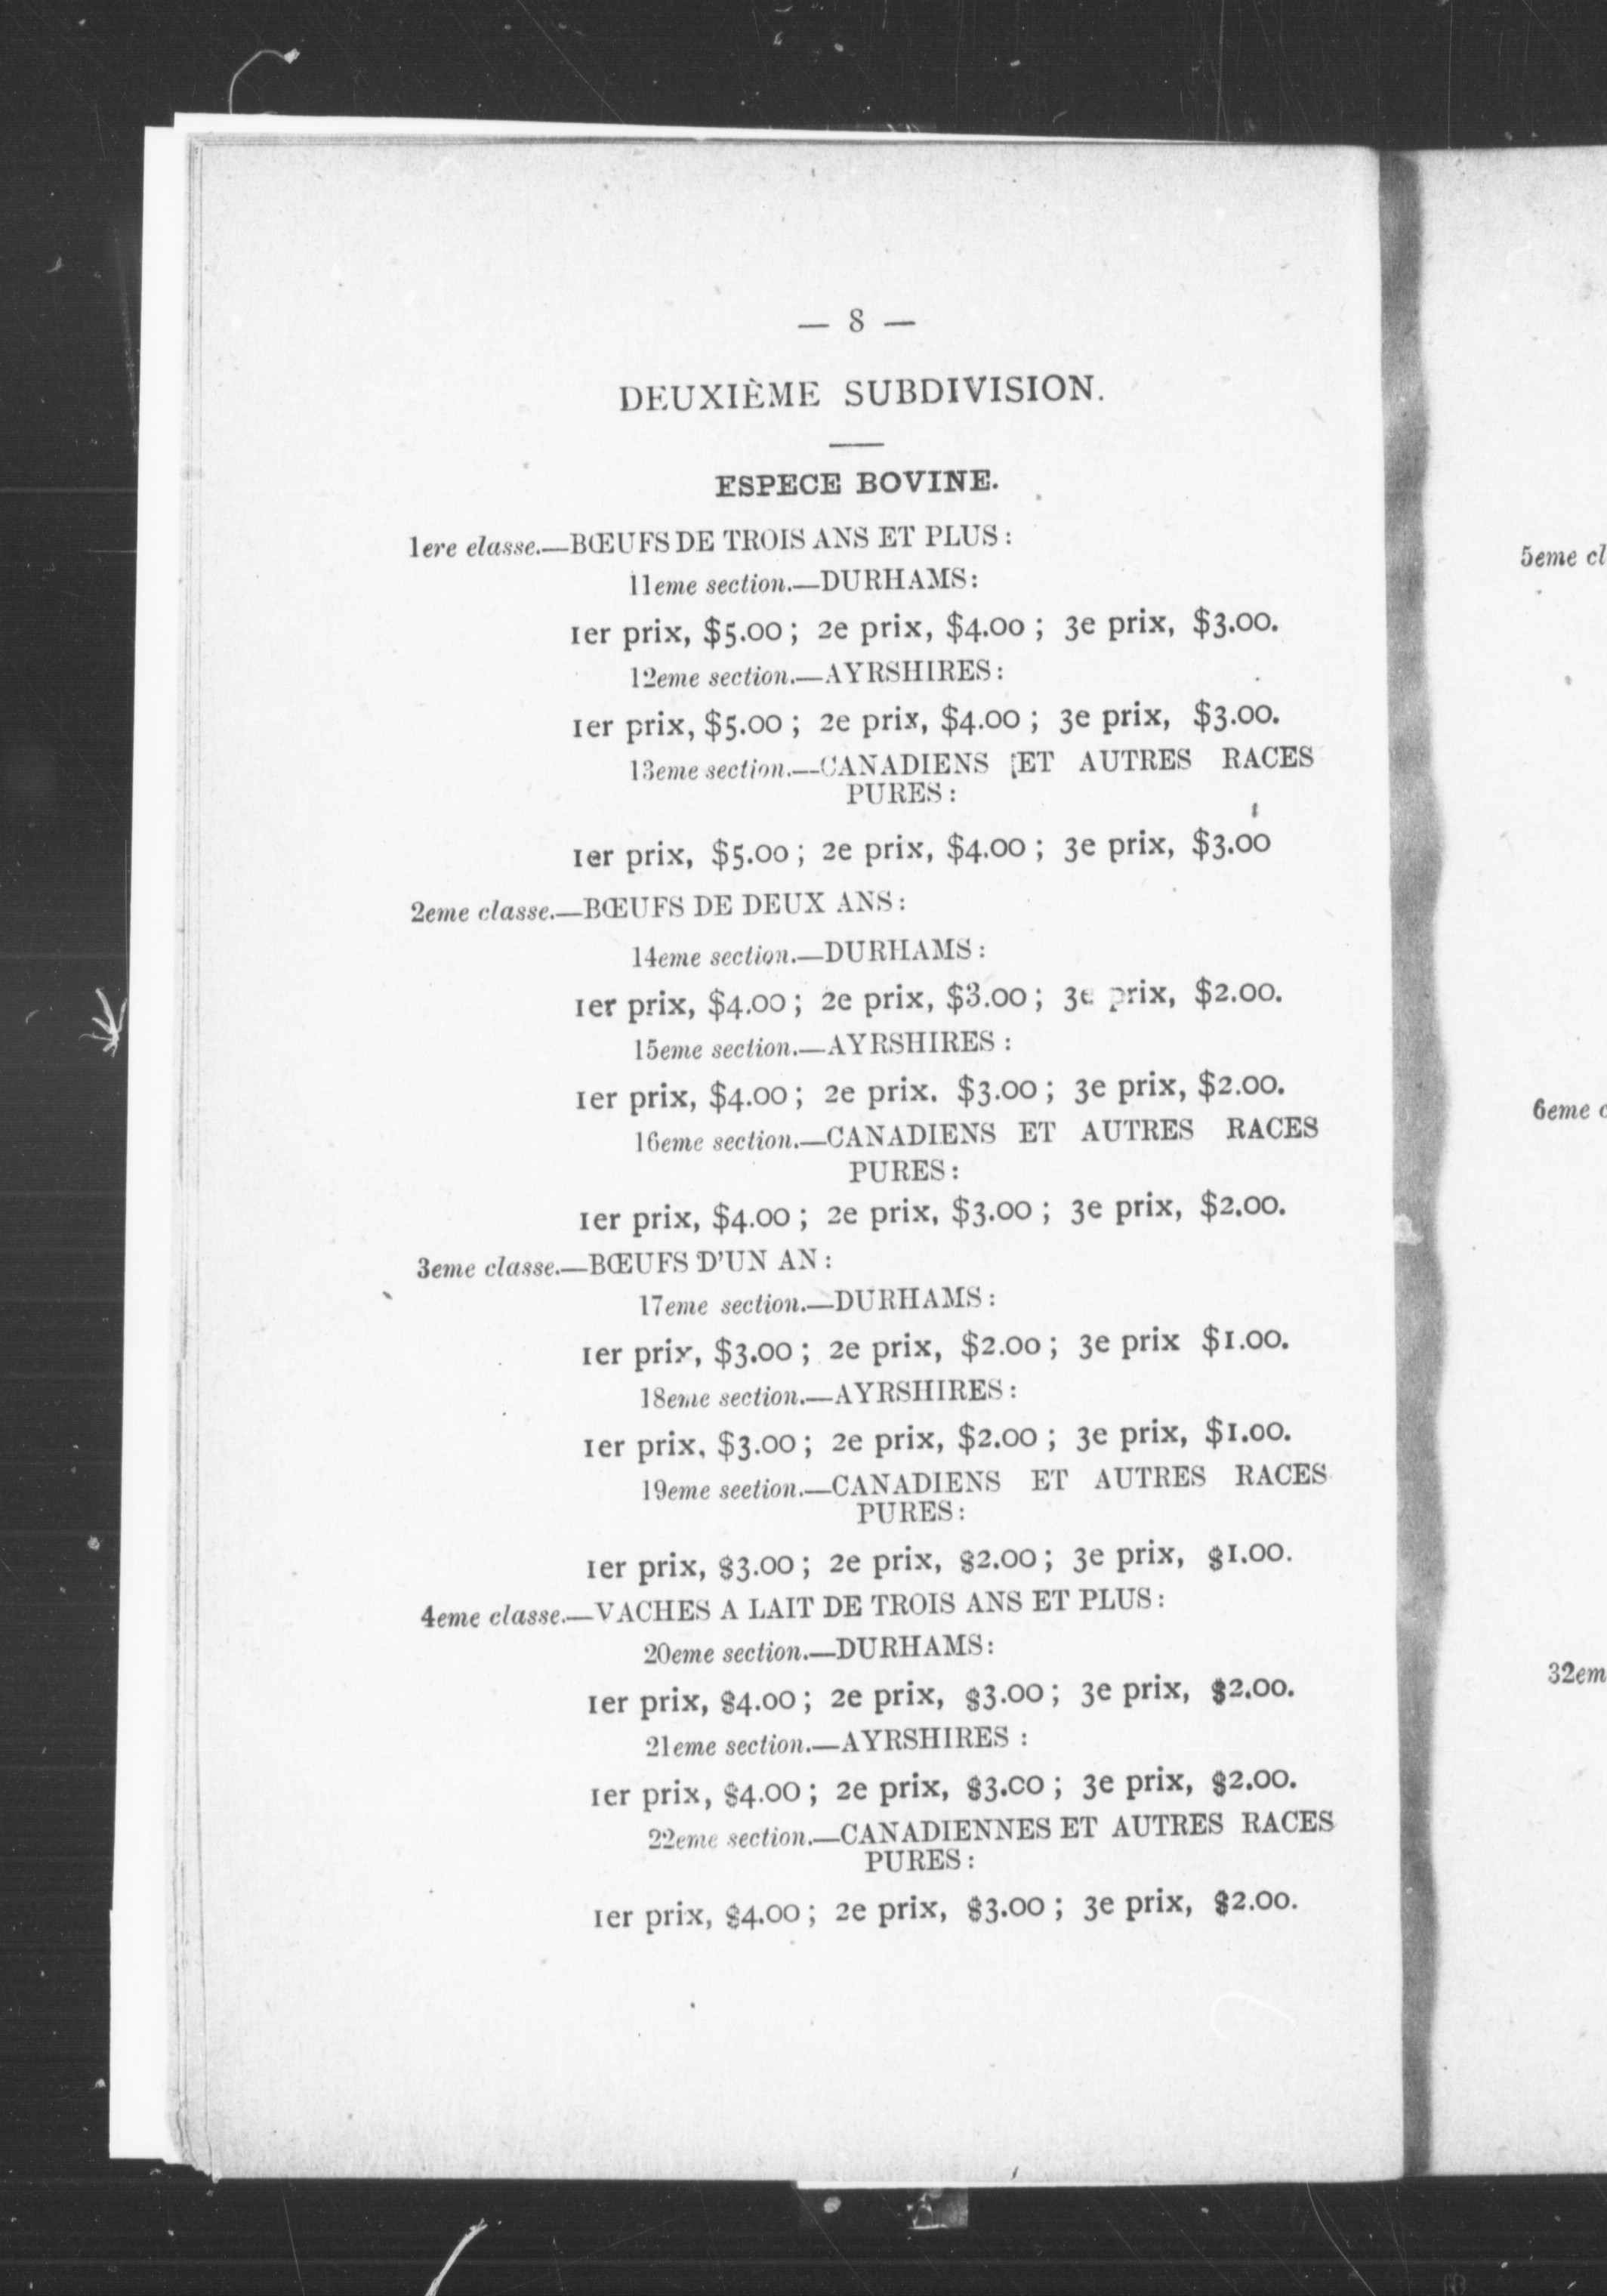 — 8 —
DEUXIÈME SUBDIVISION.
ESPECE BOVINE.
1ere elasse.—BŒUFS DE TROIS ANS ET PLUS:
11eme section.—DURHAMS:
1er prix, $5.00; 2e prix, $4.00; 3e prix, $3.00.
12eme section.—AYRSHIRES:
1er prix, $5.00; 2e prix, $4.00; 3e prix, $3.00.
13eme section.—CANADIENS [ET AUTRES RACES
PURES:
1er prix, $5.00; 2e prix, $4.00; 3e prix, $3.00
2eme classe.—BŒUFS DE DEUX ANS:
14eme section.—DURHAMS:
1er prix, $4.00; 2e prix, $3.00; 3e prix, $2.00.
15eme section.—AYRSHIRES :
1er prix, $4.00; 2e prix. $3.00; 3e prix, $2.00.
16eme section.—CANADIENS ET AUTRES RACES
PURES:
1er prix, $4.00; 2e prix, $3.00; 3e prix, $2.00.
3eme classe.—BŒUFS D'UN AN:
17eme section.—DURHAMS:
1er prix, $3.00; 2e prix, $2.00; 3e prix $1.00.
18eme section.—AYRSHIRES:
1er prix, $3.00; 2e prix, $2.00; 3e prix, $1.00.
19eme seetion.—CANADIENS ET AUTRES RACES
PURES:
1er prix, $3.00; 2e prix, $2.00; 3e prix, $1.00.
4eme classe.—VACHES A LAIT DE TROIS ANS ET PLUS:
20eme section.—DURHAMS:
1er prix, $4.00; 2e prix, $3.00; 3e prix, $2.00.
21eme section.—AYRSHIRES :
1er prix, $4.00; 2e prix, $3.00; 3e prix, $2.00.
22eme section.—CANADIENNES ET AUTRES RACES
PURES:
1er prix, $4.00; 2e prix, $3.00; 3e prix, $2.00.
5eme cl
6eme c
32em